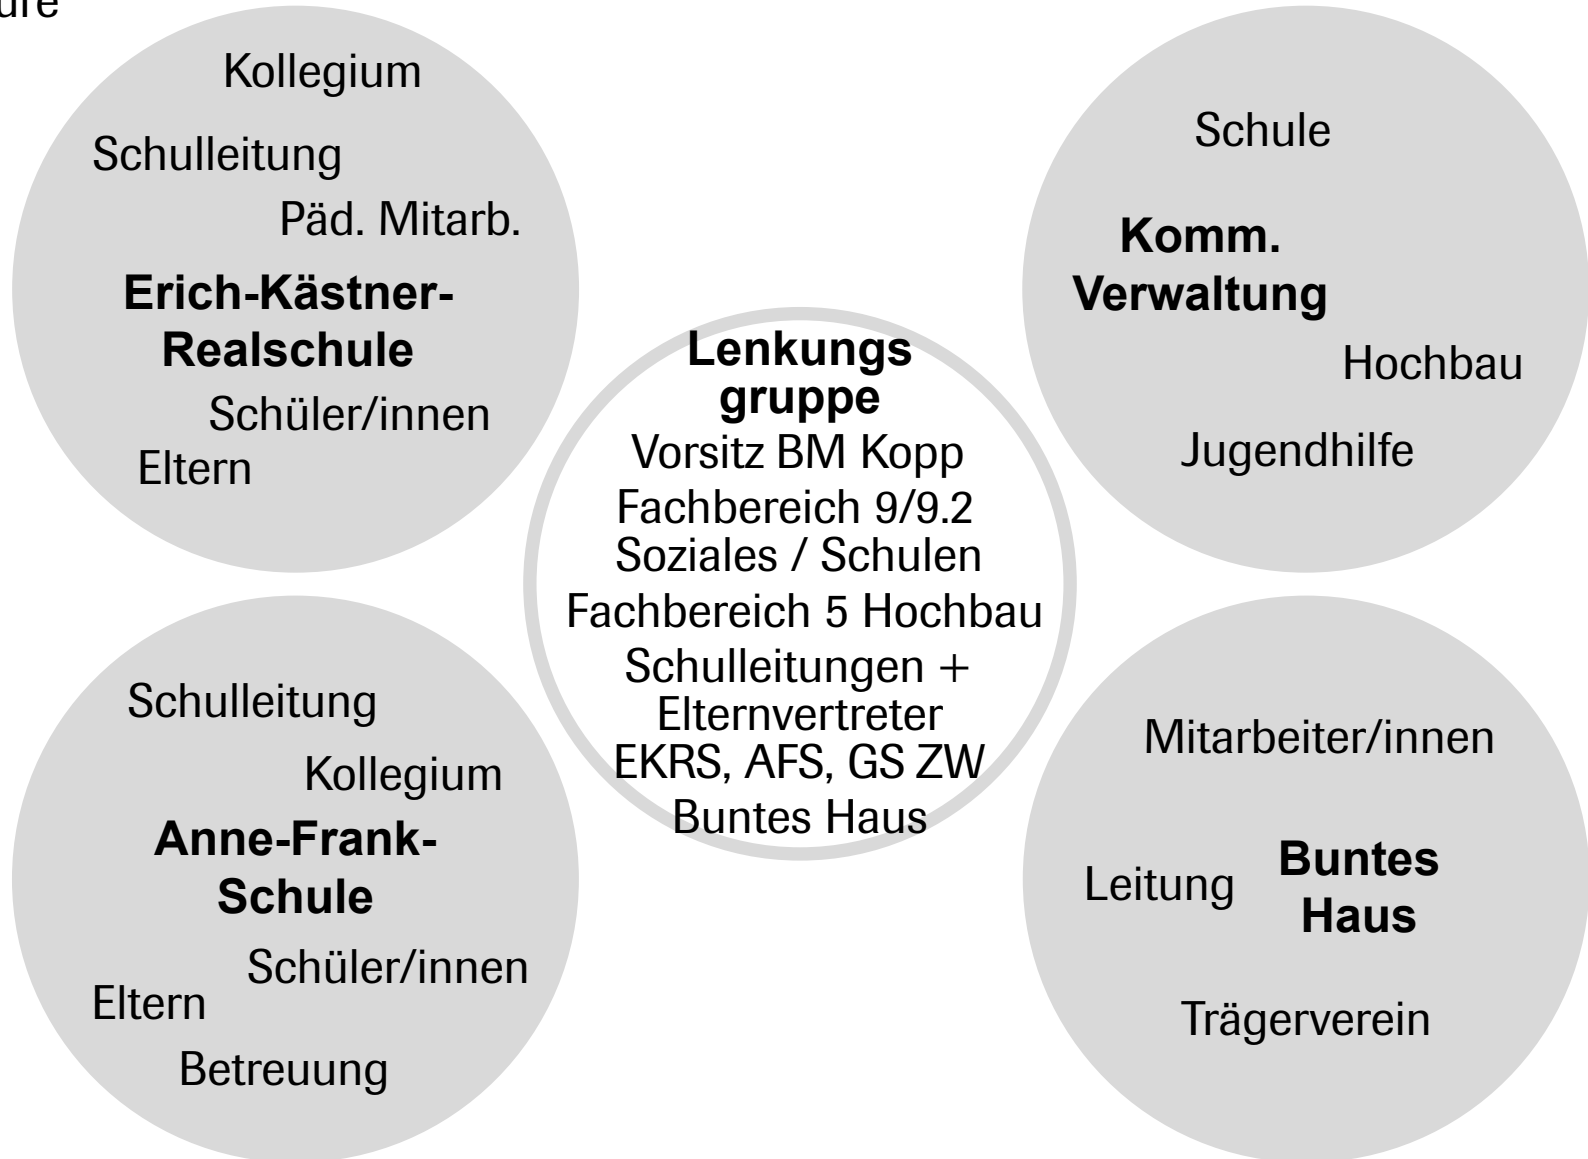 Kollegium
Schulleitung
Päd. Mitarb.
Erich-Kästner-
Realschule
Schüler/innen
Eltern
Schule
Komm.
Verwaltung
Hochbau
Jugendhilfe
Lenkungs
gruppe
Vorsitz BM Kopp
Fachbereich 9/9.2
Soziales / Schulen
Fachbereich 5 Hochbau
Schulleitungen +
Elternvertreter
EKRS, AFS, GS ZW
Buntes Haus
Schulleitung
Kollegium
Anne-Frank-
Schule
Schüler/innen
Eltern
Betreuung
Mitarbeiter/innen
Leitung
Buntes
Haus
Trägerverein